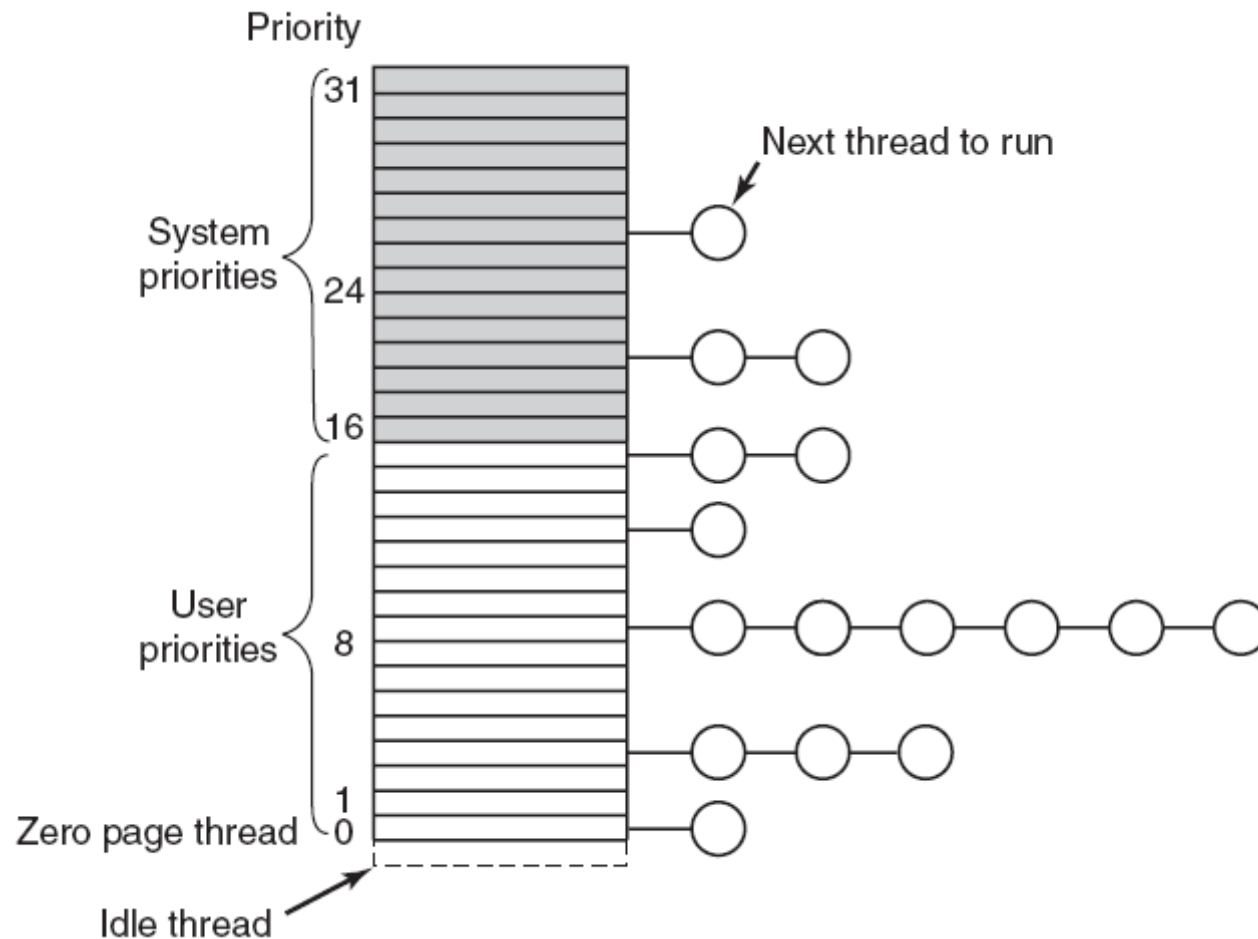 Priority
31
Next thread to run
System
priorities
24
16
User
priorities
8
1
Zero page thread
0
Idle thread